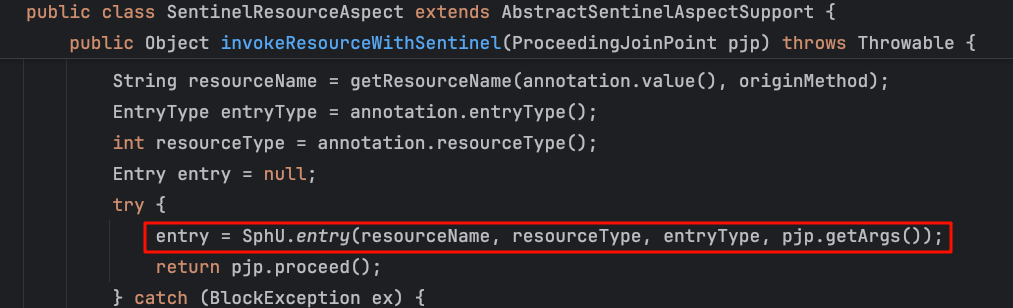 public class SentinelResourceAspect extends AbstractSentinelAspectSupport {
public Object invokeResourceWithSentinel(ProceedingJoinPoint pjp) throws Throwable {
String resourceName = getResourceName(annotation.value(), originMethod);
EntryType entryType = annotation.entryType();
int resourceType = annotation.resourceType();
Entry entry = null;
try {
entry = SphU.entry(resourceName, resourceType, entryType, pjp.getArgs());
return pjp.proceed();
} catch (BlockException ex) {